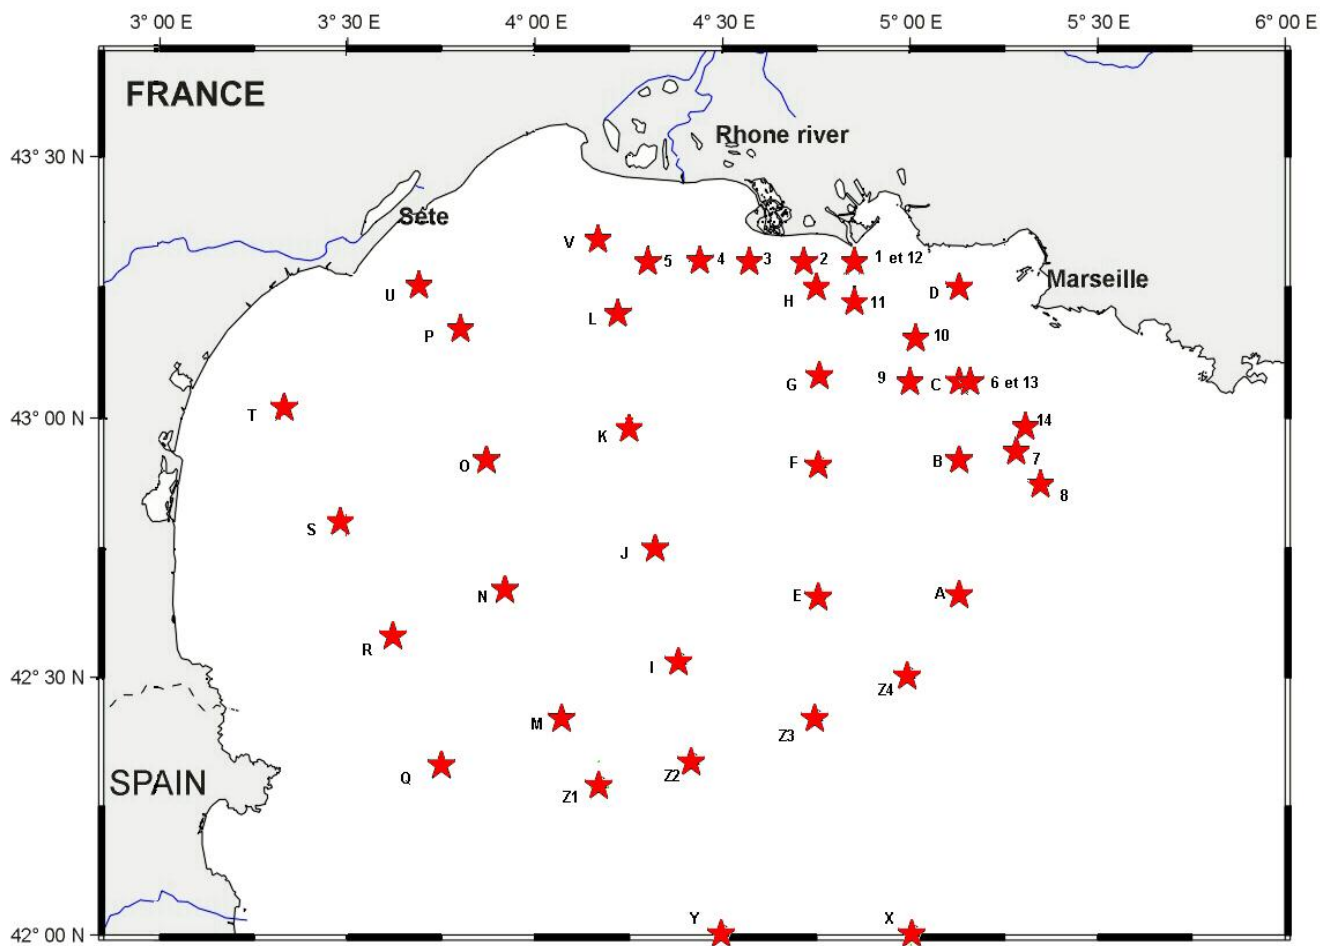 3° 00 E 3° 30 E 4° 00 E 4° 30 E 5° 00 E 5° 30 E 6° 00 E
FRANCE
Rhone river
43° 30 N
Sete
V 5 4 3 2 1 et 12
Marseille
U H 11 D
P L 10
G 9 C 6 et 13
T
43° 00 N
14
K
O F B 7
8
S
J
N E A
R
I
42° 30 N
Z4
M Z3
SPAIN
Q Z2
Z1
Y X
42° 00 N